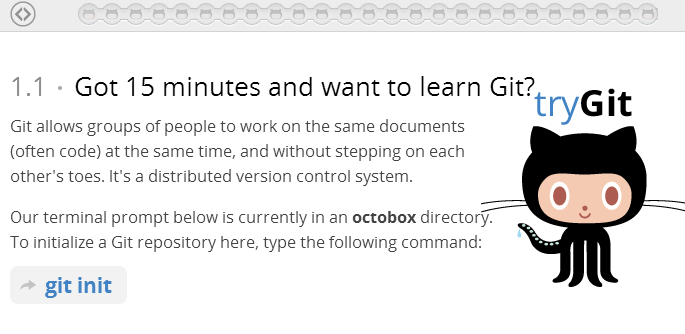 1.1 · Got 15 minutes and want to learn Git?
tryGit
Git allows groups of people to work on the same documents
(often code) at the same time, and without stepping on each
other's toes. It's a distributed version control system.
Our terminal prompt below is currently in an octobox directory.
To initialize a Git repository here, type the following command:
git init